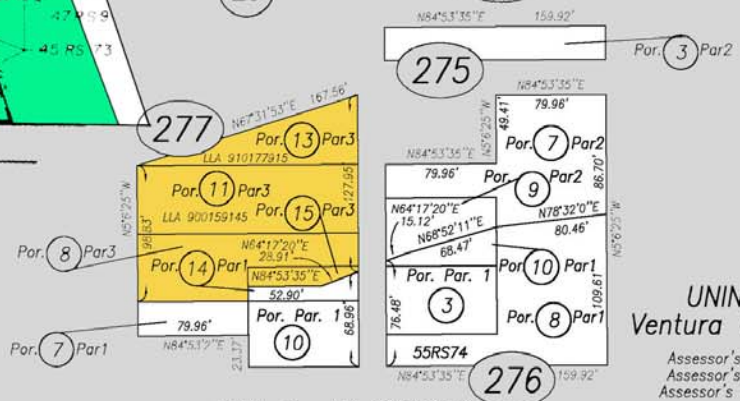 47 RS 9
45 RS 73
N84°53'35"E 159.92'
Por. 3 Par2
275
277
N67°31'53"E 167.56'
Por. 13 Par3
LLA 910177915
Por. 11 Par3
LLA 900159145
Por. 15 Par3
127.95
N5°6'25"W
98.83'
Por. 8 Par3
N64°17'20"E
28.91'
Por. 14 Par1
N84°53'35"E
52.90'
Por. Par. 1
10
68.96'
79.96'
Por. 7 Par1
23.37'
N84°53'35"E
79.96'
49.41
N5°6'25"W
Por. 7 Par2
86.70'
N84°53'35"E
79.96'
Por. 9 Par2
N64°17'20"E
15.12'
N68°52'11"E
68.47'
N78°32'0"E
80.46'
N5°6'25"W
Por. 10 Par1
Por. Par. 1
3
76.48'
109.61
Por. 8 Par1
55RS74
N84°53'35"E
276
159.92'
UNIN
Ventura
Assessor's
Assessor's
Assessor's